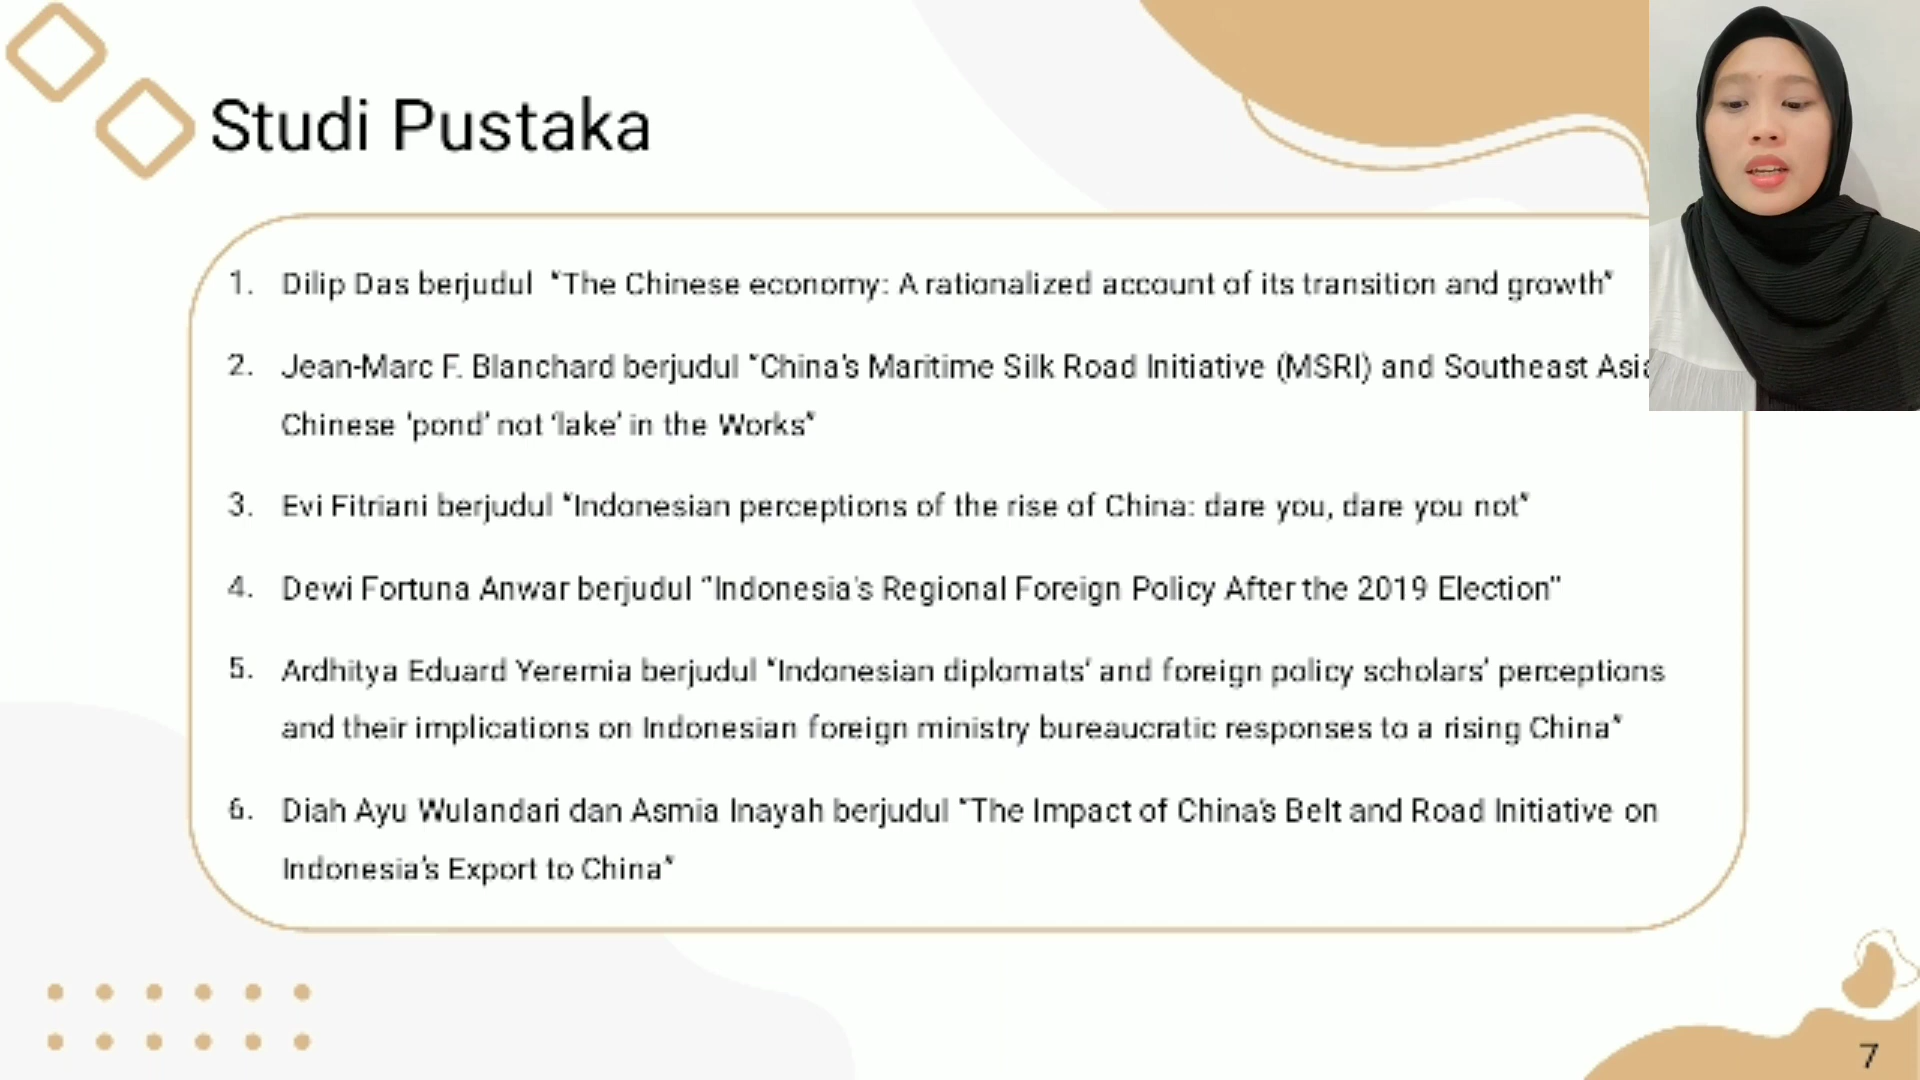 Studi Pustaka
1. Dilip Das berjudul "The Chinese economy: A rationalized account of its transition and growth"
2. Jean-Marc F. Blanchard berjudul "China's Maritime Silk Road Initiative (MSRI) and Southeast
Chinese 'pond' not 'lake' in the Works"
3. Evi Fitriani berjudul "Indonesian perceptions of the rise of China: dare you, dare you not"
4. Dewi Fortuna Anwar berjudul "Indonesia's Regional Foreign Policy After the 2019 Election"
5. Ardhitya Eduard Yeremia berjudul "Indonesian diplomats' and foreign policy scholars' perceptions
and their implications on Indonesian foreign ministry bureaucratic responses to a rising China"
6. Diah Ayu Wulandari dan Asmia Inayah berjudul "The Impact of China's Belt and Road Initiative on
Indonesia's Export to China"
7